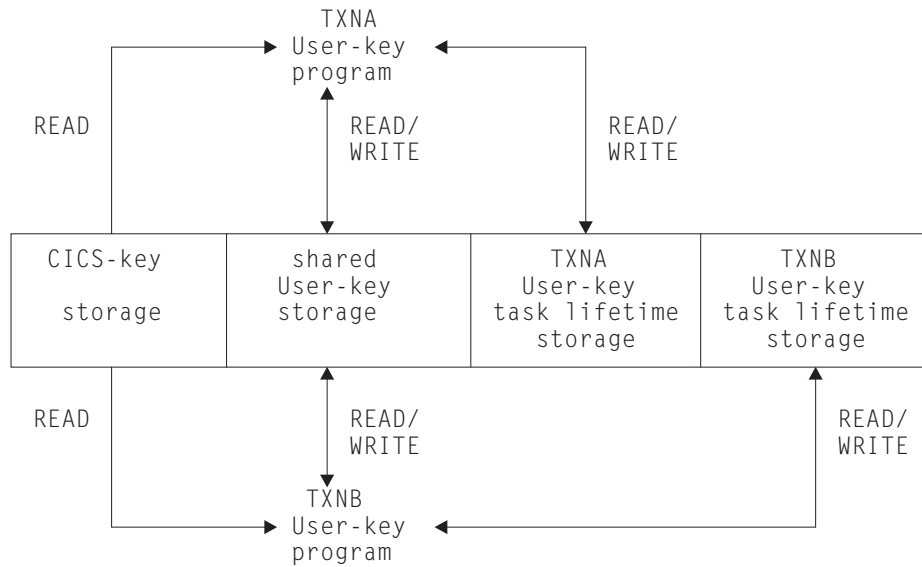 TXNA
User-key
program
READ
READ/
WRITE
READ/
WRITE
CICS-key
storage
shared
User-key
storage
TXNA
User-key
task lifetime
storage
TXNB
User-key
task lifetime
storage
READ
READ/
WRITE
READ/
WRITE
TXNB
User-key
program